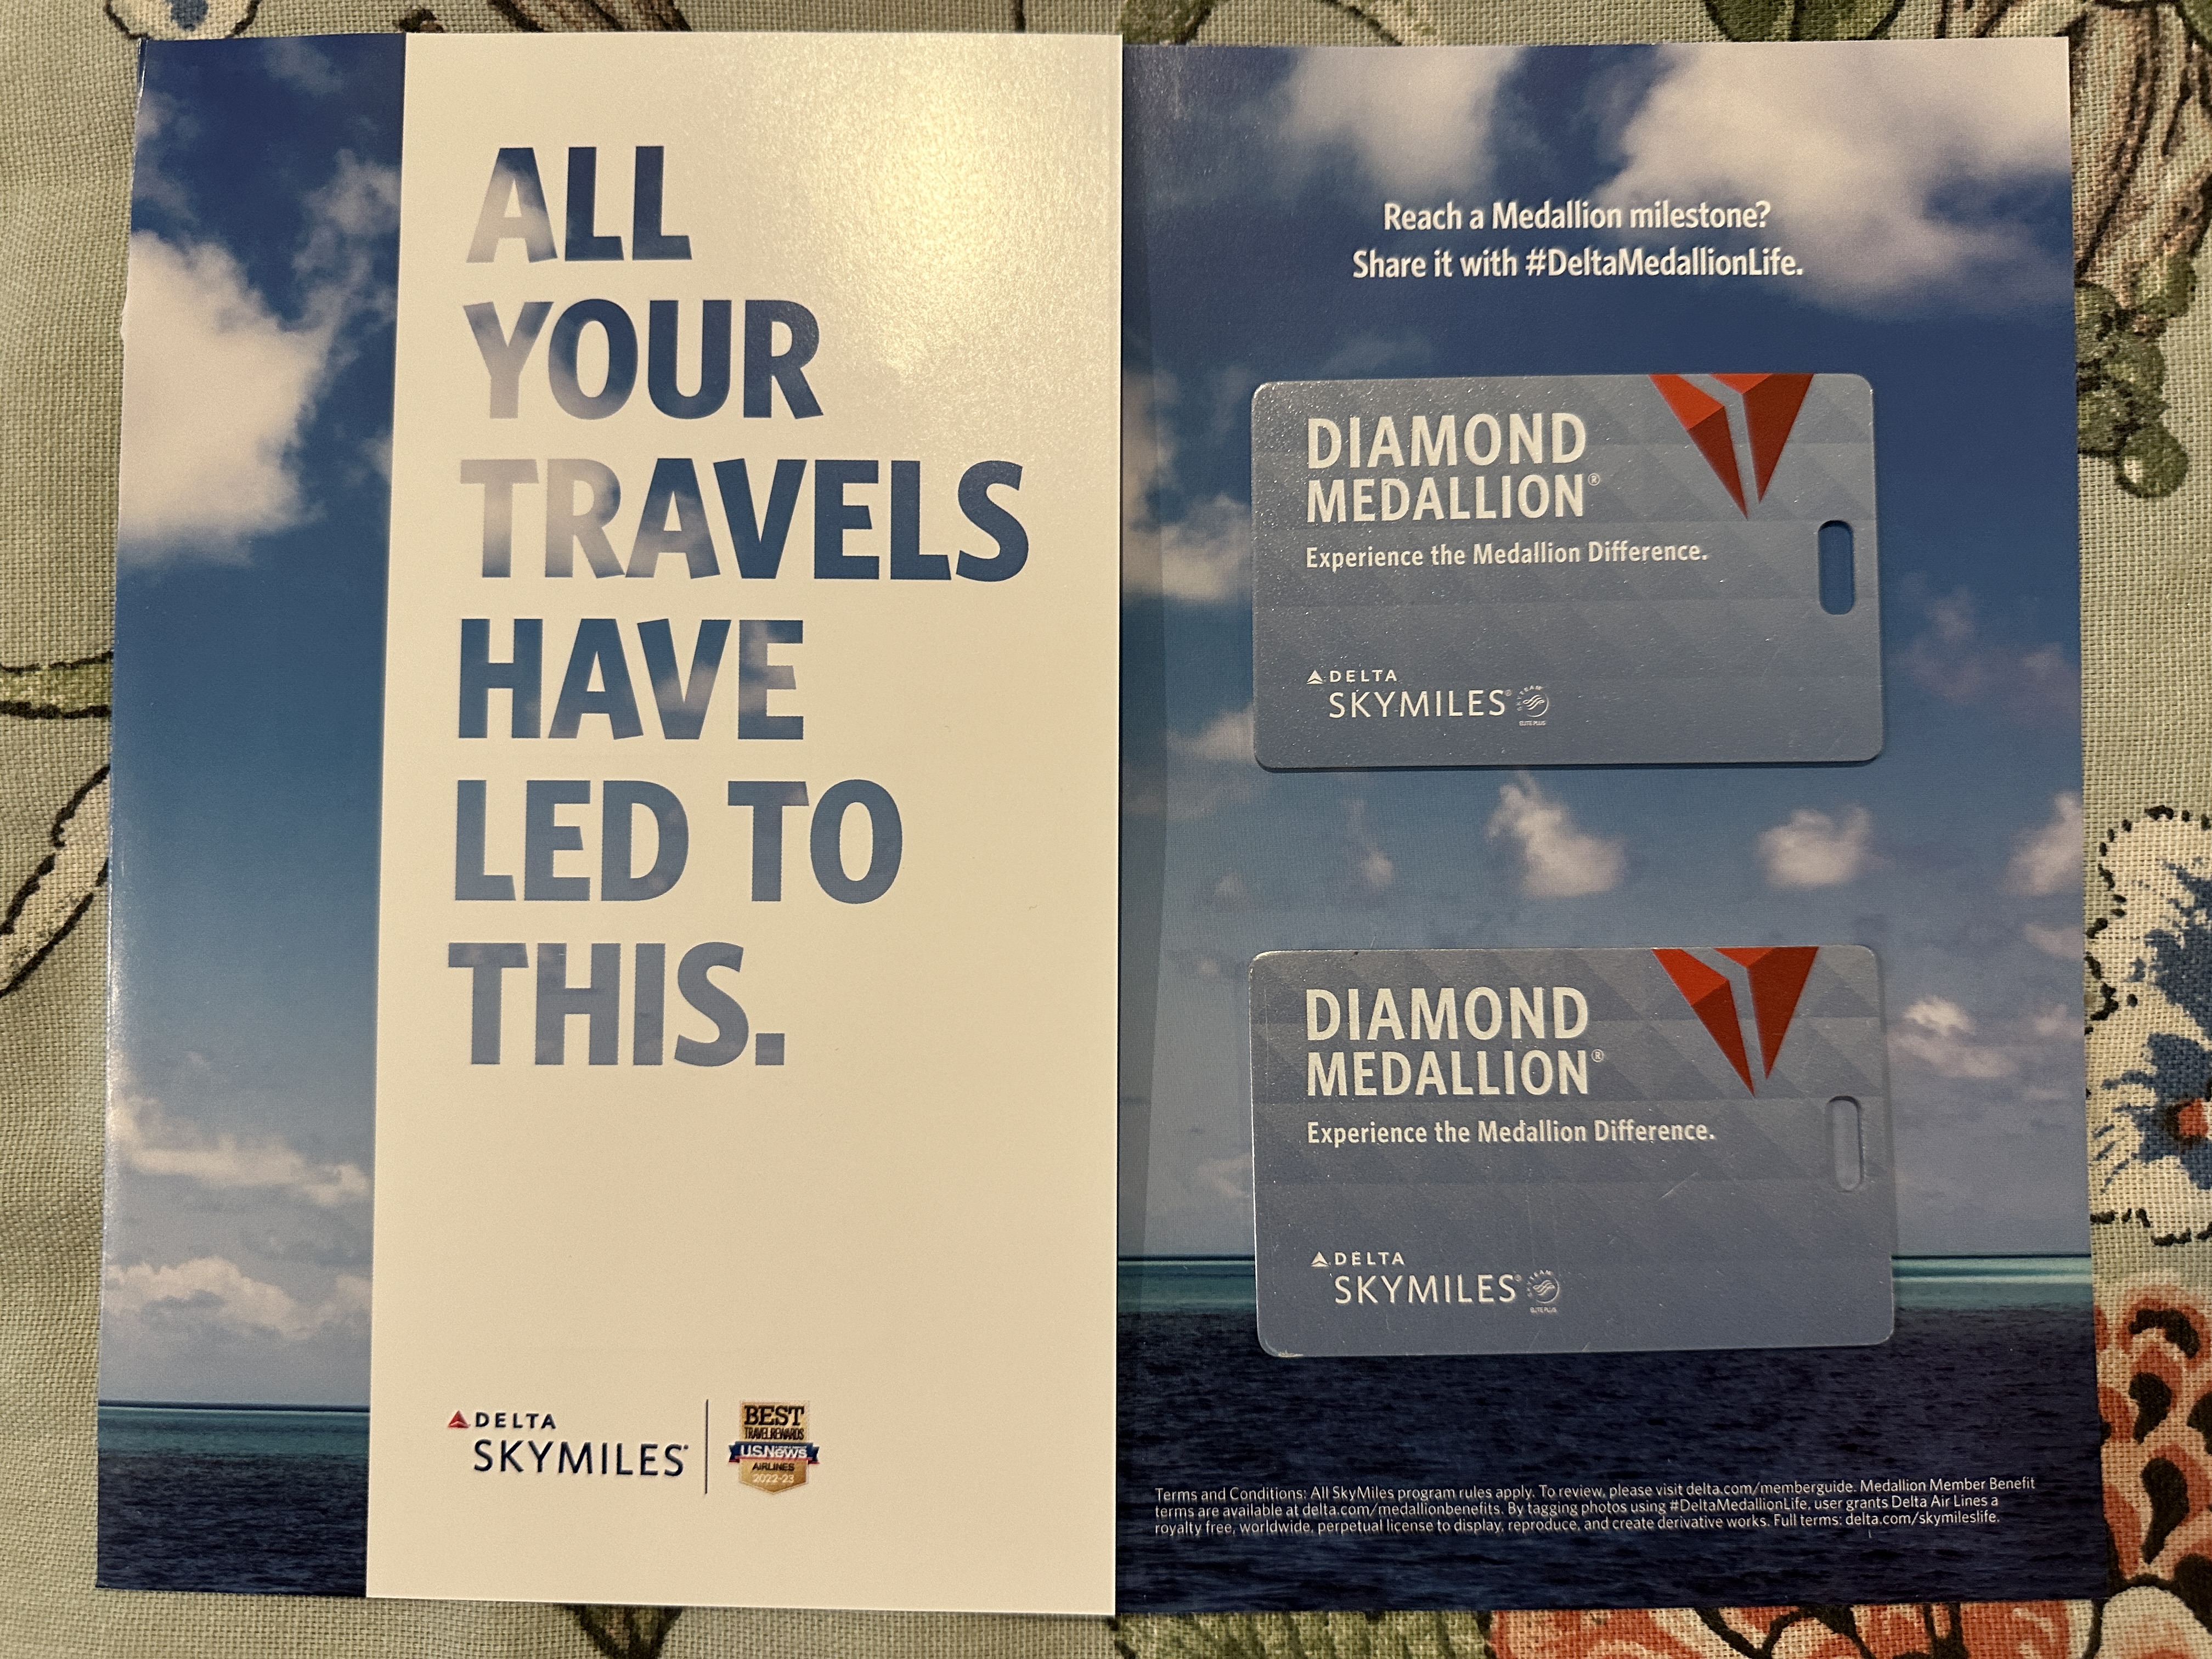 ALL
YOUR
TRAVELS
HAVE
LED TO
THIS.
DELTA
SKYMILES®
BEST
TRAVEL REWARDS
U.S.News
AIRLINES
2022-23
Reach a Medallion milestone?
Share it with #DeltaMedallionLife.
DIAMOND
MEDALLION®
Experience the Medallion Difference.
DELTA
SKYMILES®
SKYTEAM
ELITE PLUS
DIAMOND
MEDALLION®
Experience the Medallion Difference.
DELTA
SKYMILES®
SKYTEAM
ELITE PLUS
Terms and Conditions: All SkyMiles program rules apply. To review, please visit delta.com/memberguide. Medallion Member Benefit
terms are available at delta.com/medallionbenefits. By tagging photos using #DeltaMedallionLife, user grants Delta Air Lines a
royalty free, worldwide, perpetual license to display, reproduce, and create derivative works. Full terms: delta.com/skymileslife.